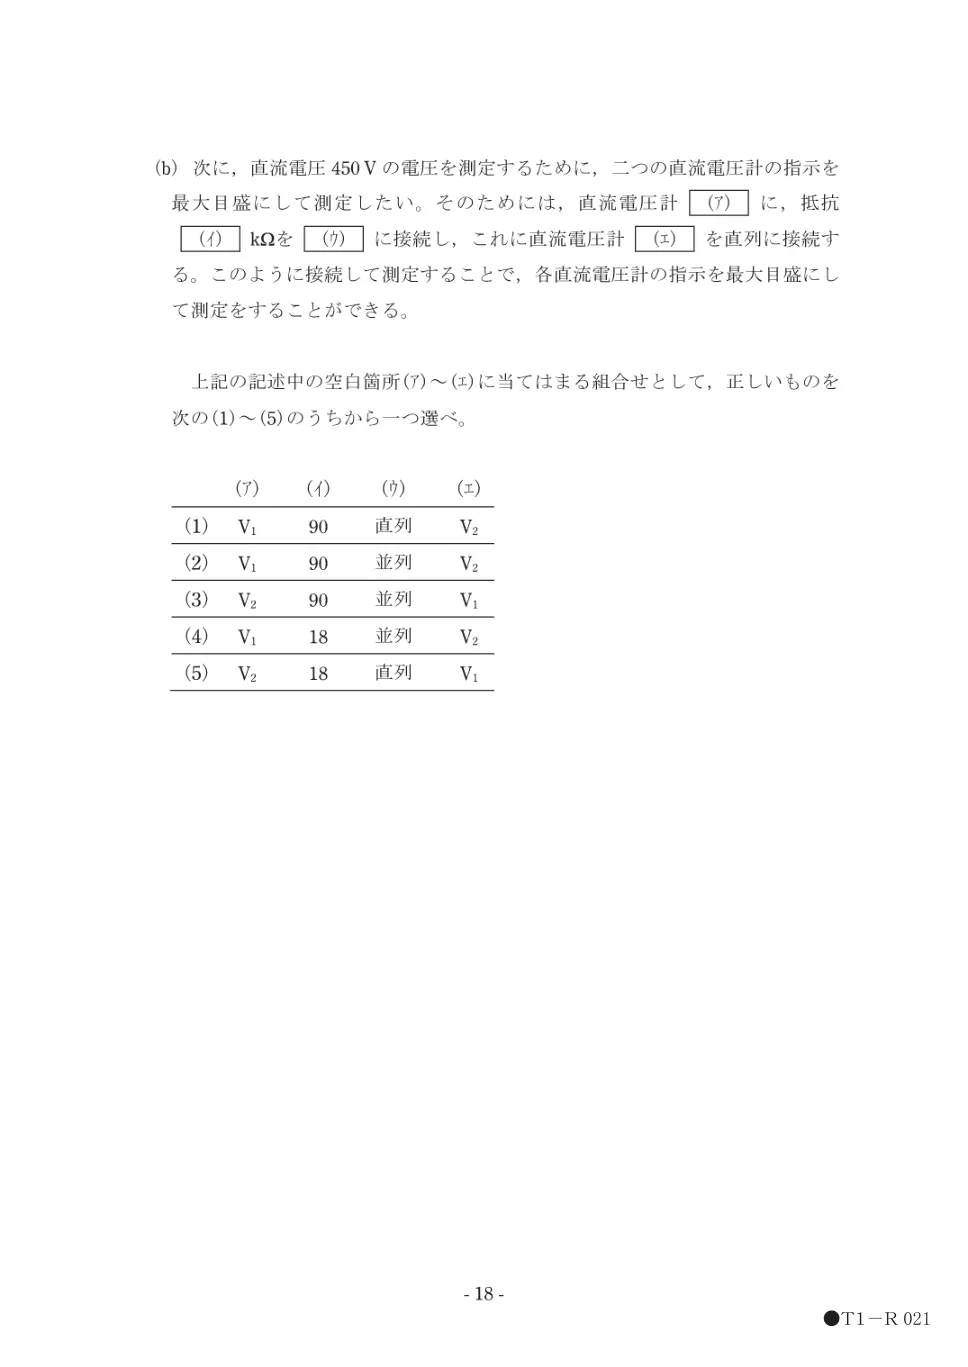 (b) 次に，直流電圧 450 V の電圧を測定するために，二つの直流電圧計の指示を
最大目盛にして測定したい。そのためには，直流電圧計 (ア) に，抵抗
(イ) kΩを (ウ) に接続し，これに直流電圧計 (エ) を直列に接続す
る。このように接続して測定することで，各直流電圧計の指示を最大目盛にし
て測定をすることができる。
上記の記述中の空白箇所(ア)～(エ)に当てはまる組合せとして，正しいものを
次の(1)～(5)のうちから一つ選べ。
(ア) (イ) (ウ) (エ)
(1) V₁ 90 直列 V₂
(2) V₁ 90 並列 V₂
(3) V₂ 90 並列 V₁
(4) V₁ 18 並列 V₂
(5) V₂ 18 直列 V₁
- 18 -
●T1－R 021